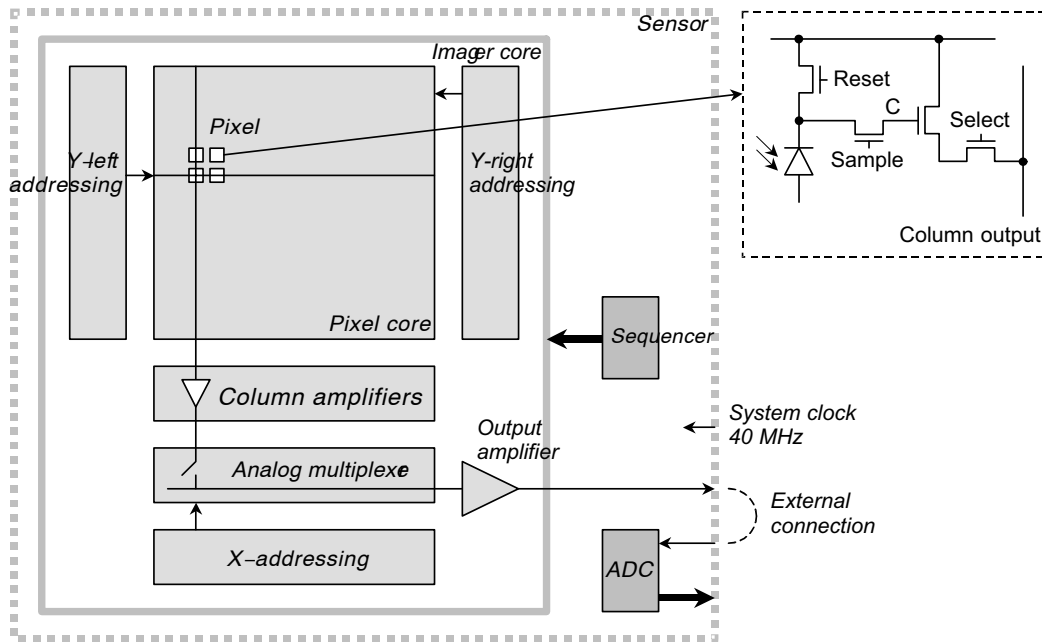 Sensor
Imager core
Reset
C
Select
Sample
Column output
Pixel
Y-left
addressing
Y-right
addressing
Pixel core
Sequencer
Column amplifiers
System clock
40 MHz
Output
amplifier
Analog multiplexer
External
connection
X-addressing
ADC